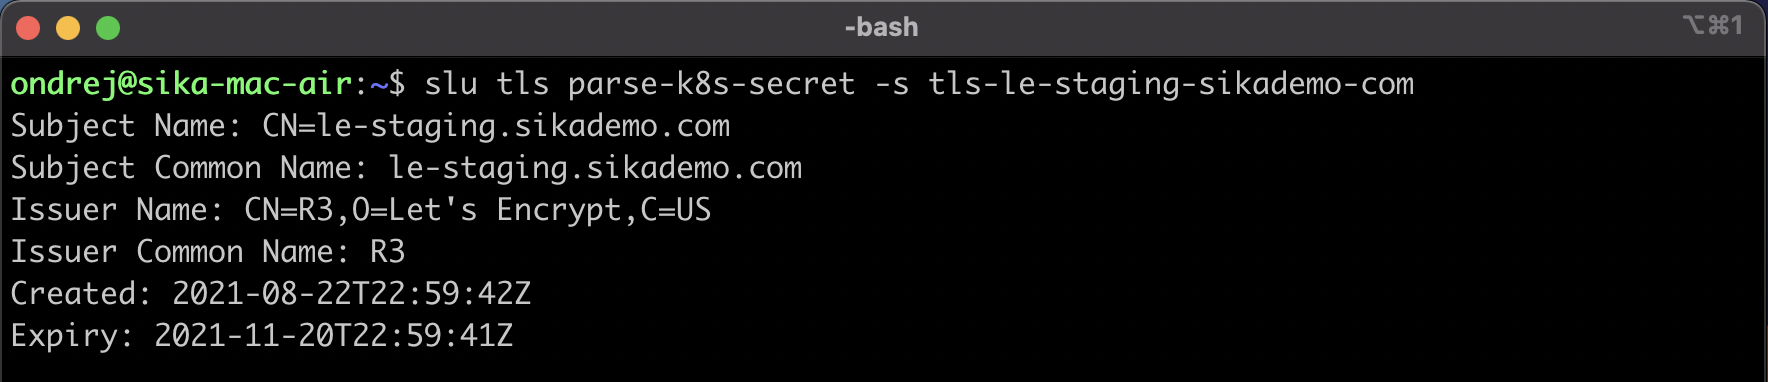 -bash
⌥⌘1
ondrej@sika-mac-air:~$ slu tls parse-k8s-secret -s tls-le-staging-sikademo-com
Subject Name: CN=le-staging.sikademo.com
Subject Common Name: le-staging.sikademo.com
Issuer Name: CN=R3,O=Let's Encrypt,C=US
Issuer Common Name: R3
Created: 2021-08-22T22:59:42Z
Expiry: 2021-11-20T22:59:41Z